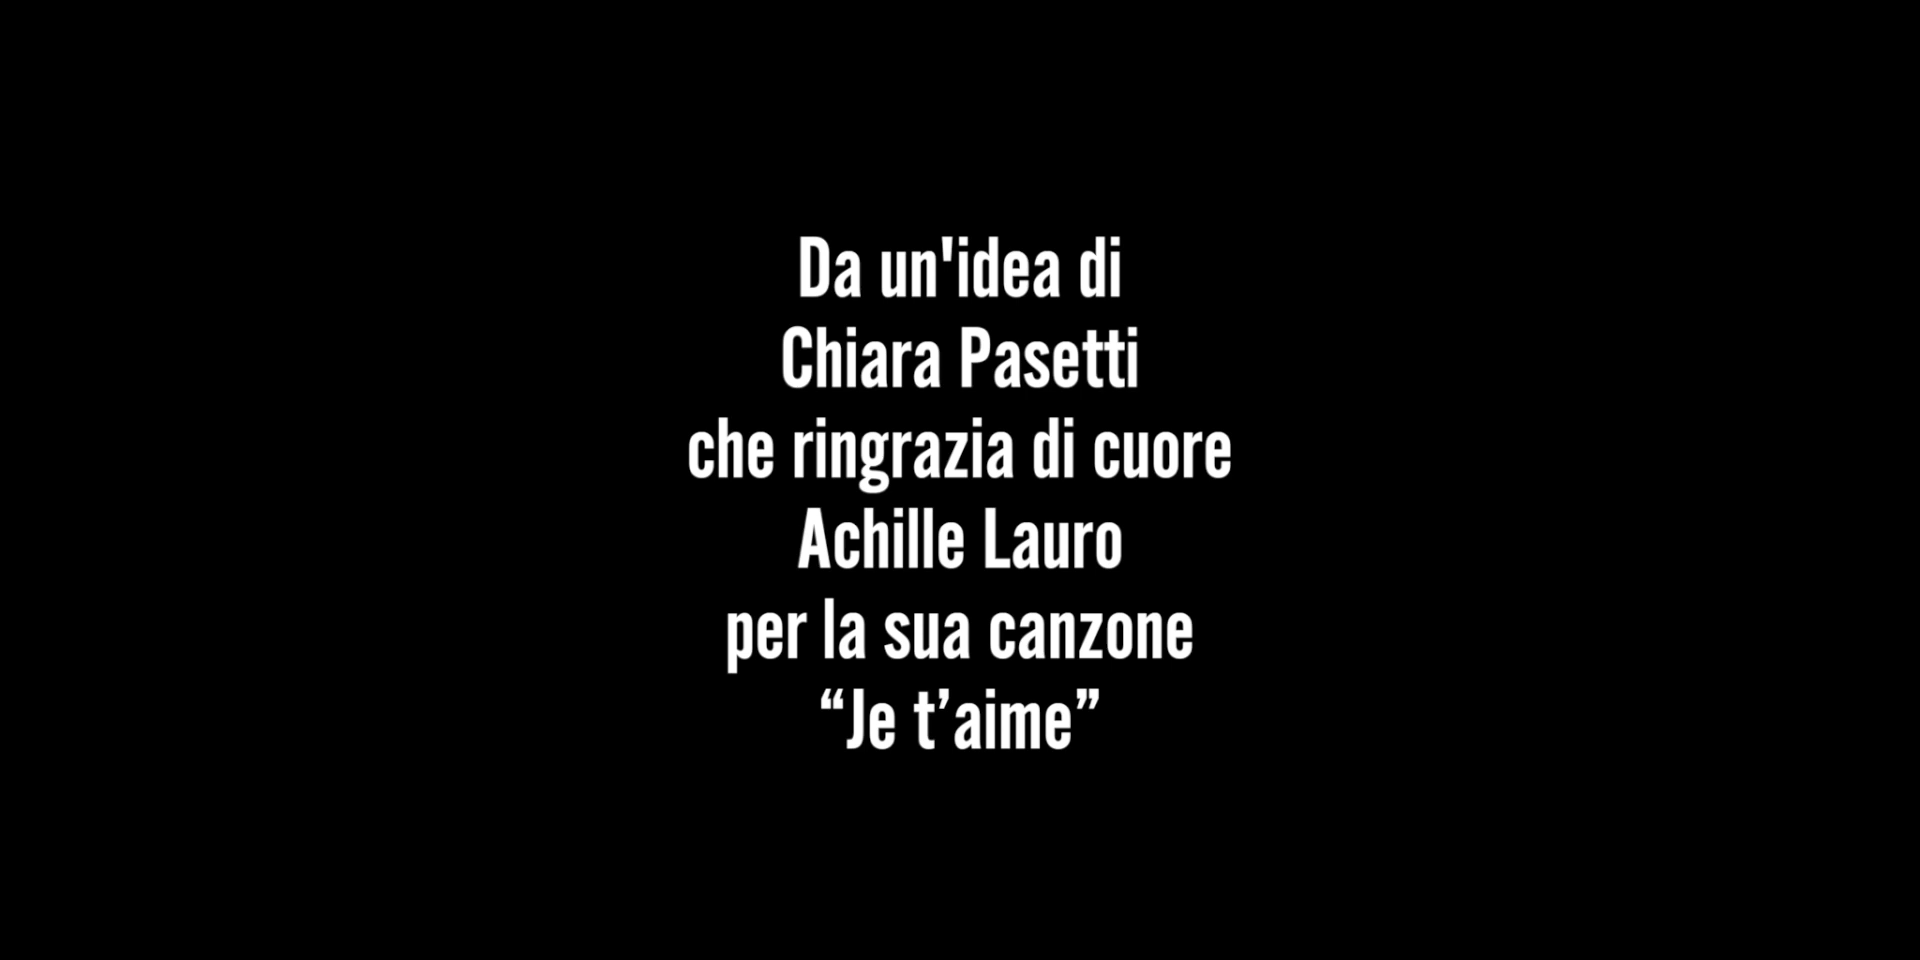 Da un'idea di
Chiara Pasetti
che ringrazia di cuore
Achille Lauro
per la sua canzone
“Je t’aime”